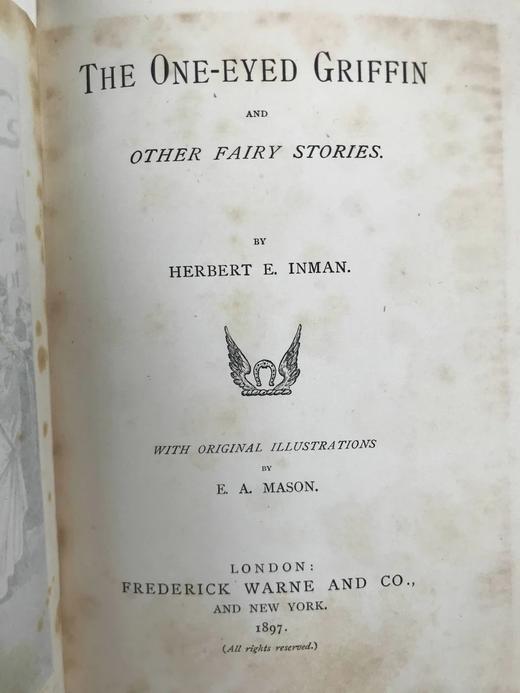 THE ONE-EYED GRIFFIN
AND
OTHER FAIRY STORIES.
BY
HERBERT E. INMAN.
WITH ORIGINAL ILLUSTRATIONS
BY
E. A. MASON.
LONDON:
FREDERICK WARNE AND CO.,
AND NEW YORK.
1897.
(All rights reserved.)